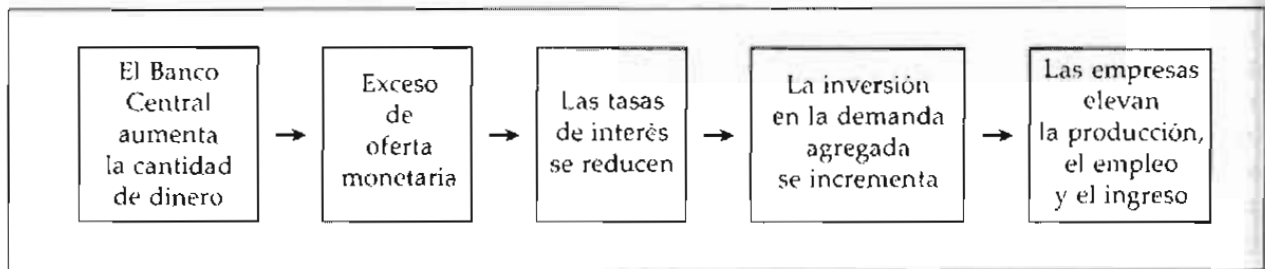 El Banco
Central
aumenta
la cantidad
de dinero
Exceso
de
oferta
monetaria
Las tasas
de interés
se reducen
La inversión
en la demanda
agregada
se incrementa
Las empresas
elevan
la producción,
el empleo
y el ingreso